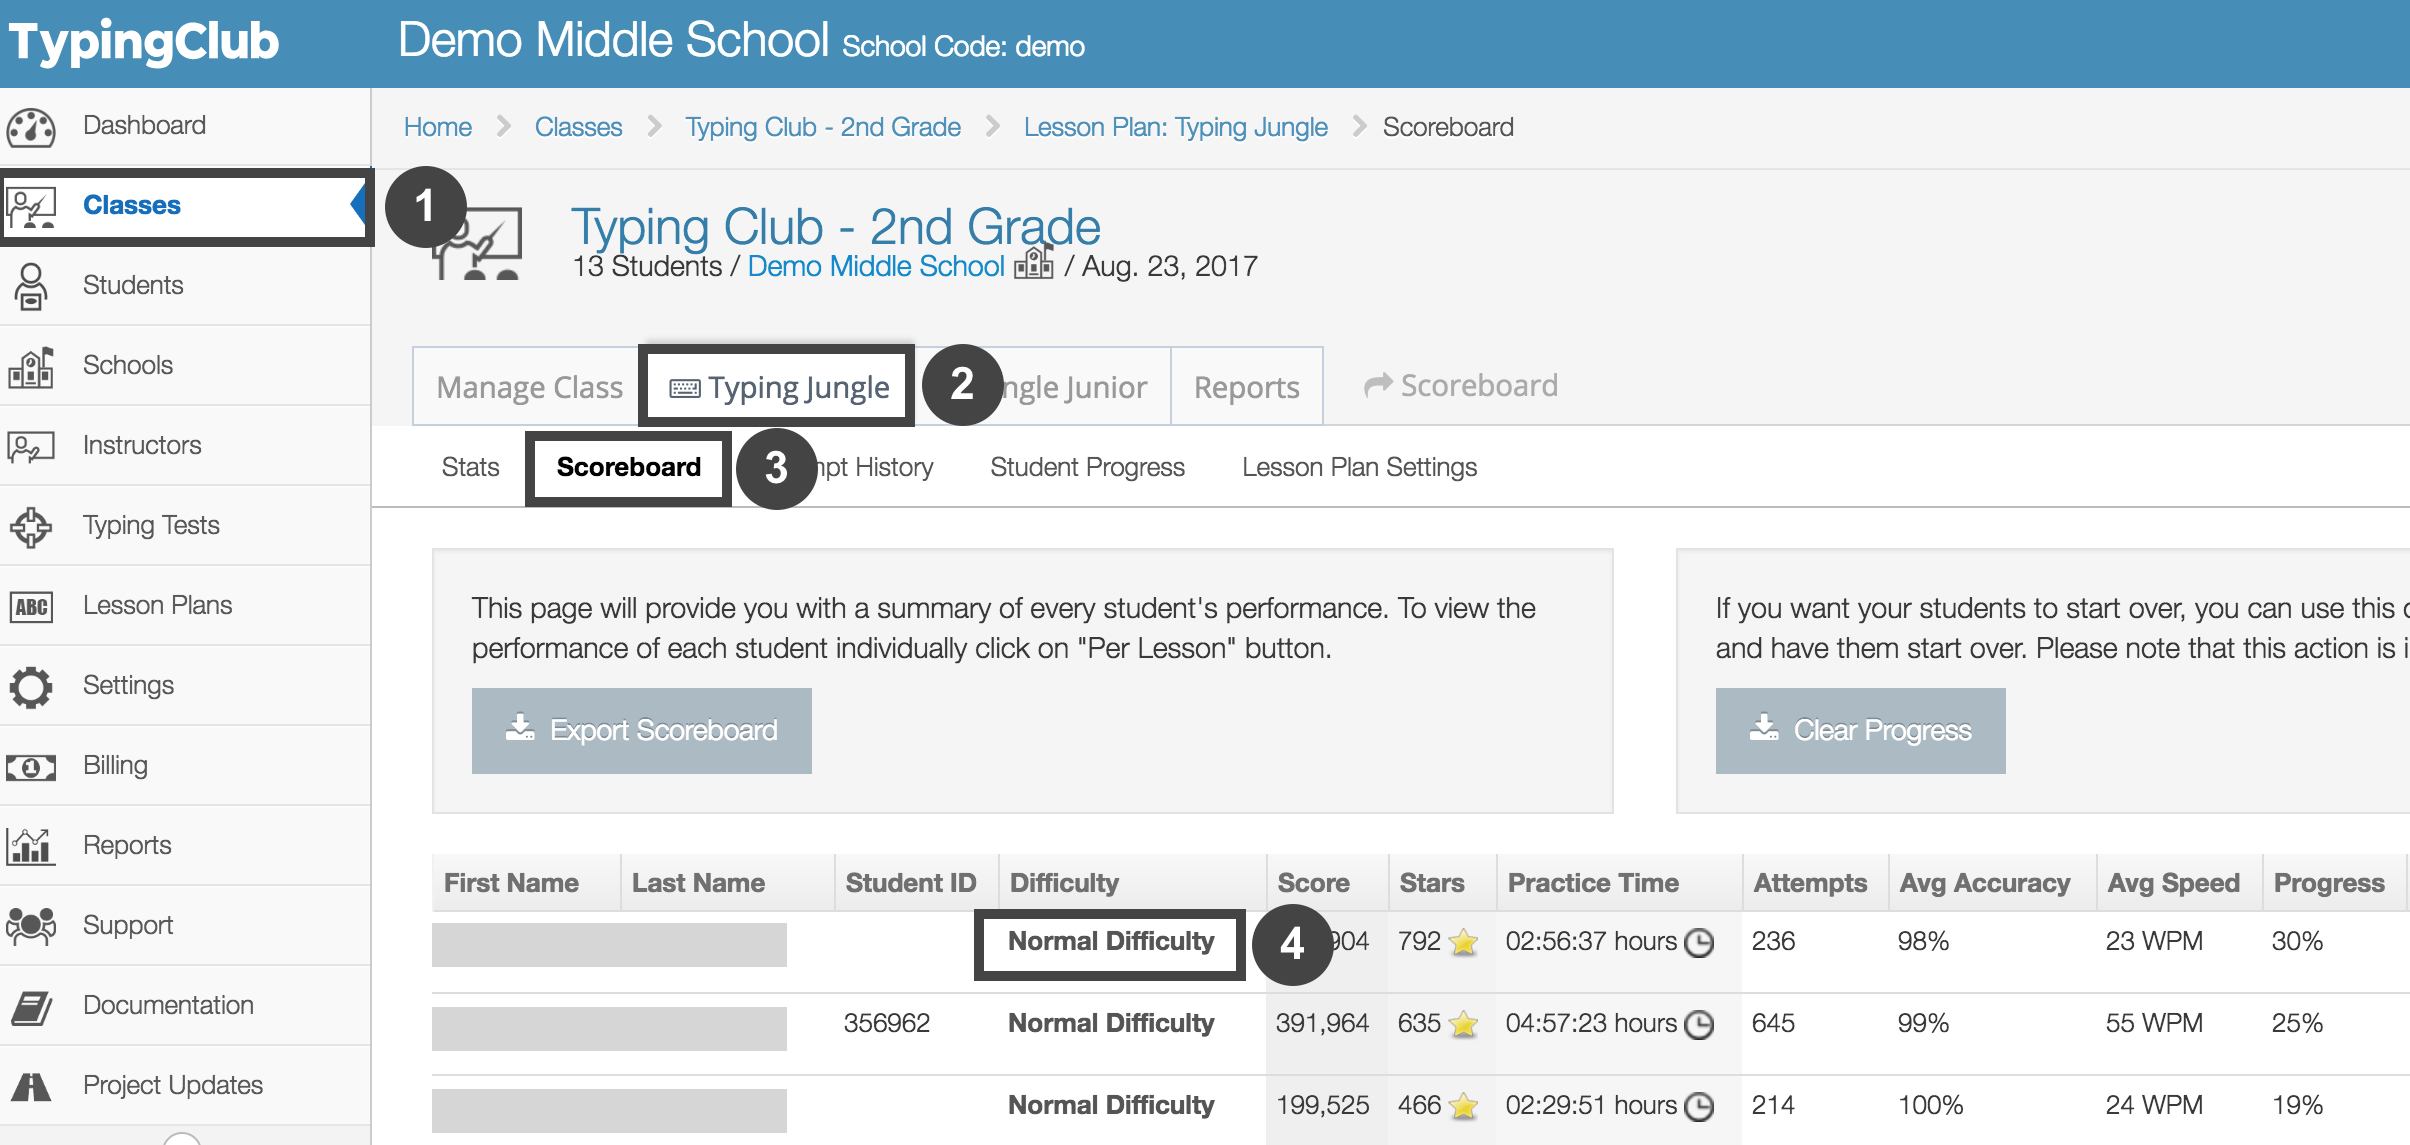 TypingClub
Demo Middle School School Code: demo
Dashboard
Classes
Students
Schools
Instructors
Typing Tests
ABC Lesson Plans
Settings
1 Billing
Reports
Support
Documentation
Project Updates
Home Classes Typing Club - 2nd Grade Lesson Plan: Typing Jungle Scoreboard
1
Typing Club - 2nd Grade
13 Students / Demo Middle School / Aug. 23, 2017
Manage Class Typing Jungle 2 ngle Junior Reports Scoreboard
Stats Scoreboard 3 mpt History Student Progress Lesson Plan Settings
This page will provide you with a summary of every student's performance. To view the
performance of each student individually click on "Per Lesson" button.
Export Scoreboard
If you want your students to start over, you can use this
and have them start over. Please note that this action is
Clear Progress
First Name Last Name Student ID Difficulty Score Stars Practice Time Attempts Avg Accuracy Avg Speed Progress
Normal Difficulty 4 904 792 02:56:37 hours 236 98% 23 WPM 30%
356962 Normal Difficulty 391,964 635 04:57:23 hours 645 99% 55 WPM 25%
Normal Difficulty 199,525 466 02:29:51 hours 214 100% 24 WPM 19%